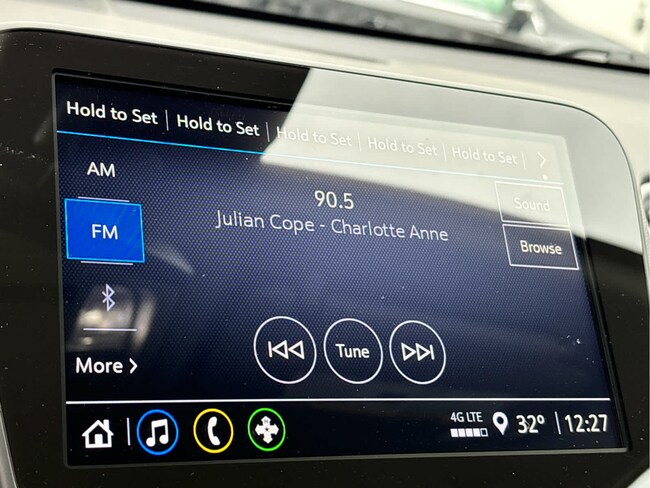 Hold to Set | Hold to Set | Hold to Set | Hold to Set | Hold to Set
AM
90.5
Sound
Julian Cope - Charlotte Anne
FM
Browse
Tune
More >
4G LTE
32° | 12:27